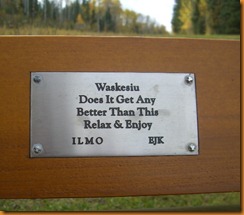 Waskesiu
Does It Get Any
Better Than This
Relax & Enjoy
ILMO EJK